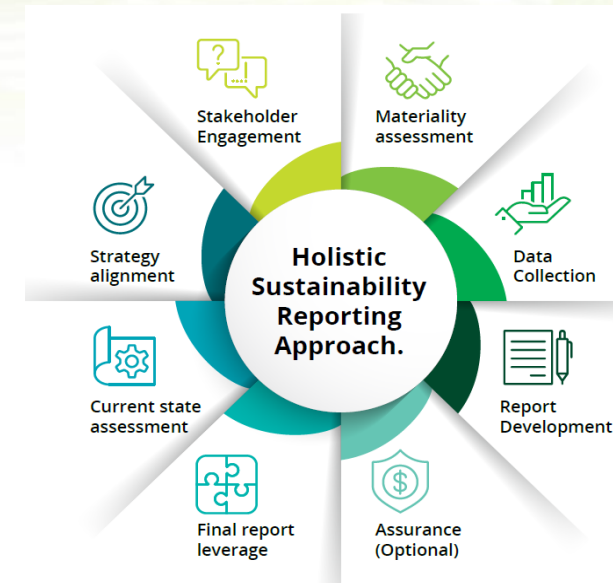 Stakeholder
Engagement
Materiality
assessment
Strategy
alignment
Data
Collection
Holistic
Sustainability
Reporting
Approach.
Current state
assessment
Report
Development
Final report
leverage
Assurance
(Optional)